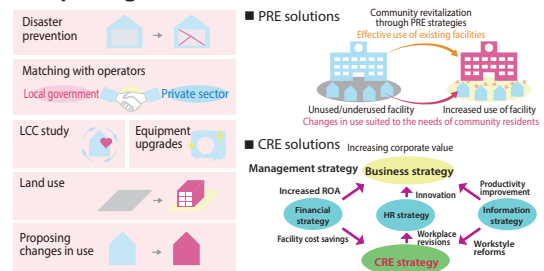 Disaster
prevention
Matching with operators
Local government
Private sector
LCC study
Equipment
upgrades
Land use
Proposing
changes in use
■ PRE solutions
Community revitalization
through PRE strategies
Effective use of existing facilities
Unused/underused facility
Increased use of facility
Changes in use suited to the needs of community residents
■ CRE solutions
Increasing corporate value
Management strategy
Business strategy
Increased ROA
Innovation
Productivity
improvement
Financial
strategy
HR strategy
Information
strategy
Facility cost savings
Workplace
revisions
Workstyle
reforms
CRE strategy